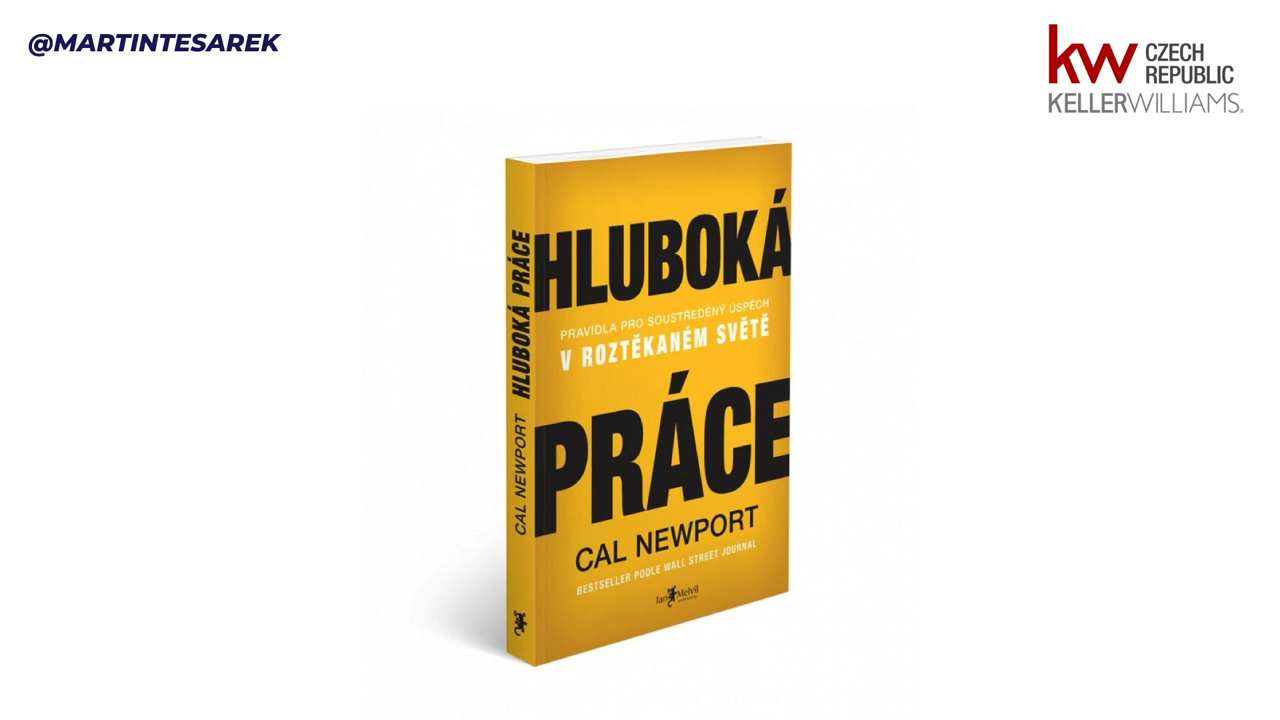 @MARTINTESAREK
kw CZECH
REPUBLIC
KELLERWILLIAMS®
HLUBOKÁ PRÁCE
CAL NEWPORT
HLUBOKÁ
PRAVIDLA PRO SOUSTŘEDĚNÝ ÚSPĚCH
V ROZTĚKANÉM SVĚTĚ
PRÁCE
CAL NEWPORT
BESTSELLER PODLE WALL STREET JOURNAL
Jan Melvil
publishing